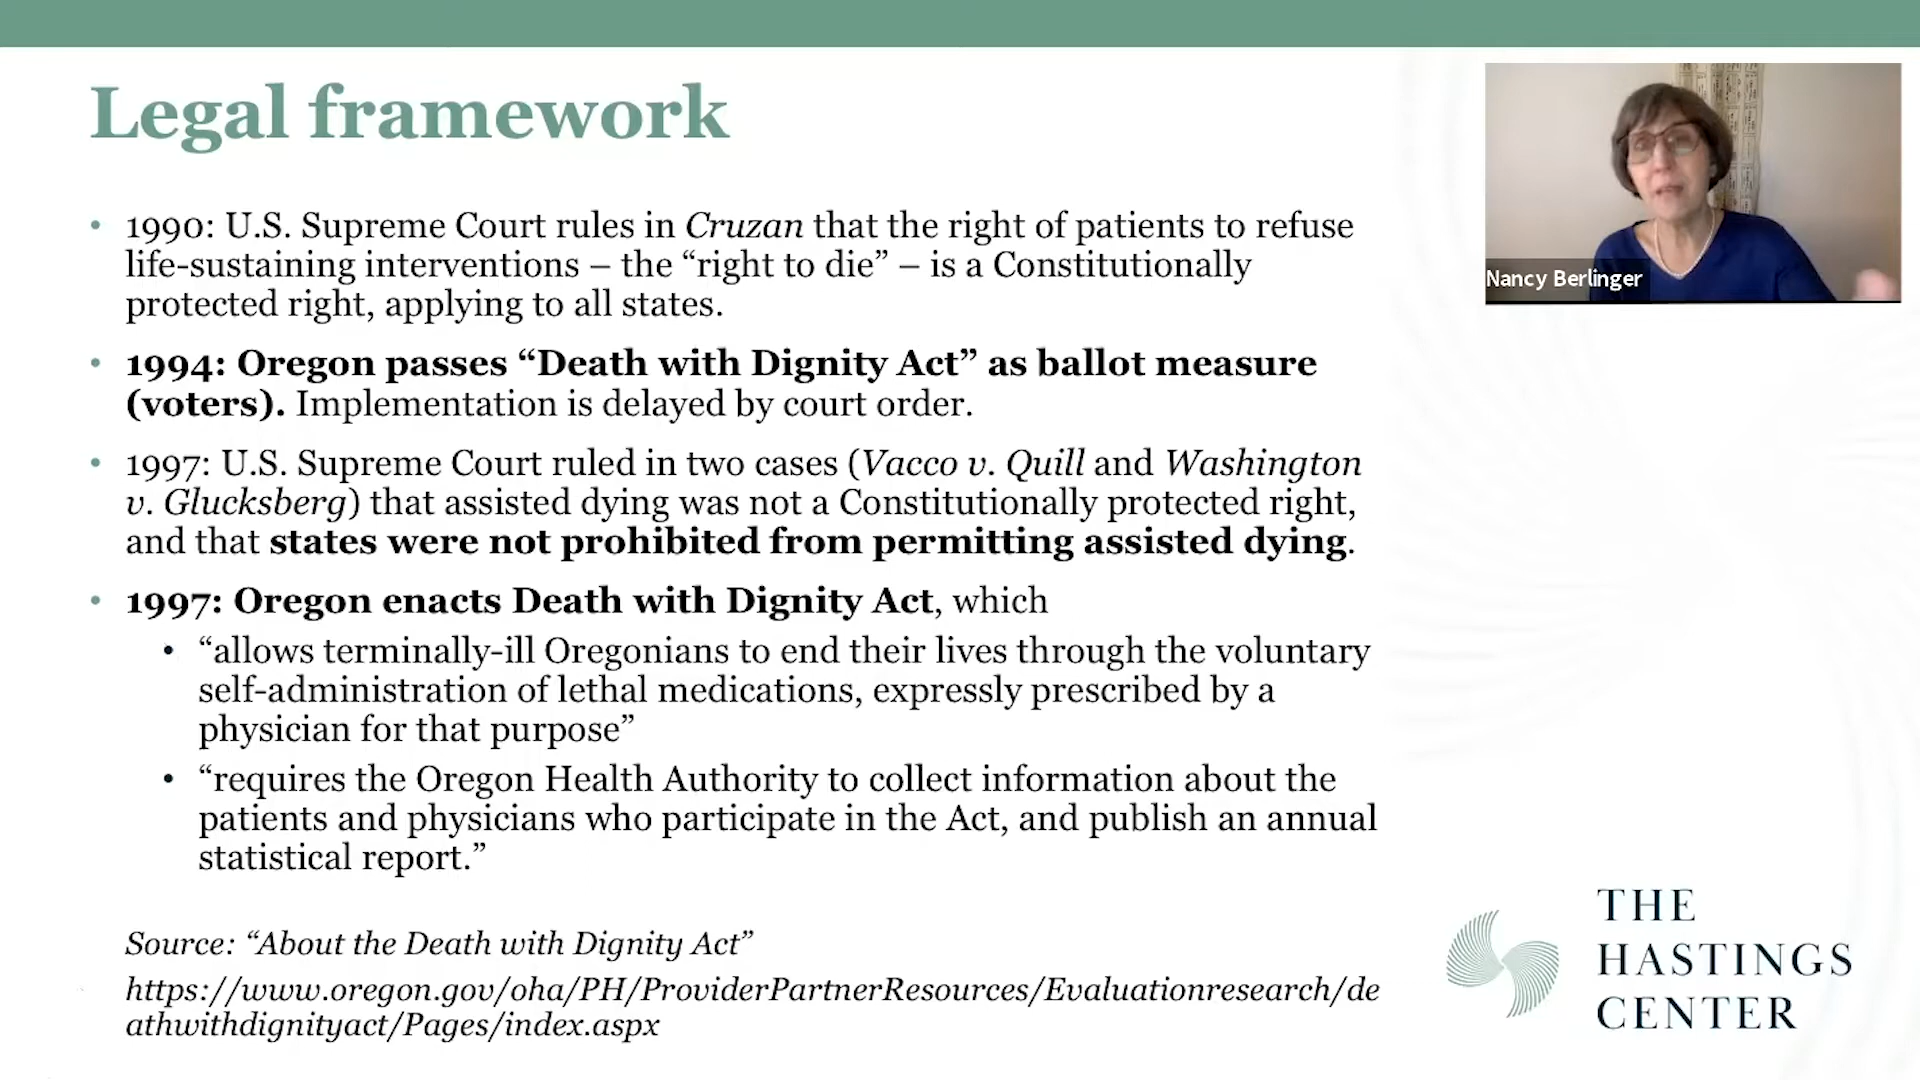 Legal framework
• 1990: U.S. Supreme Court rules in Cruzan that the right of patients to refuse
life-sustaining interventions – the “right to die” – is a Constitutionally
protected right, applying to all states.
• 1994: Oregon passes “Death with Dignity Act” as ballot measure
(voters). Implementation is delayed by court order.
• 1997: U.S. Supreme Court ruled in two cases (Vacco v. Quill and Washington
v. Glucksberg) that assisted dying was not a Constitutionally protected right,
and that states were not prohibited from permitting assisted dying.
• 1997: Oregon enacts Death with Dignity Act, which
• “allows terminally-ill Oregonians to end their lives through the voluntary
self-administration of lethal medications, expressly prescribed by a
physician for that purpose”
• “requires the Oregon Health Authority to collect information about the
patients and physicians who participate in the Act, and publish an annual
statistical report.”
Source: “About the Death with Dignity Act”
https://www.oregon.gov/oha/PH/ProviderPartnerResources/Evaluationresearch/de
athwithdignityact/Pages/index.aspx
Nancy Berlinger
THE
HASTINGS
CENTER